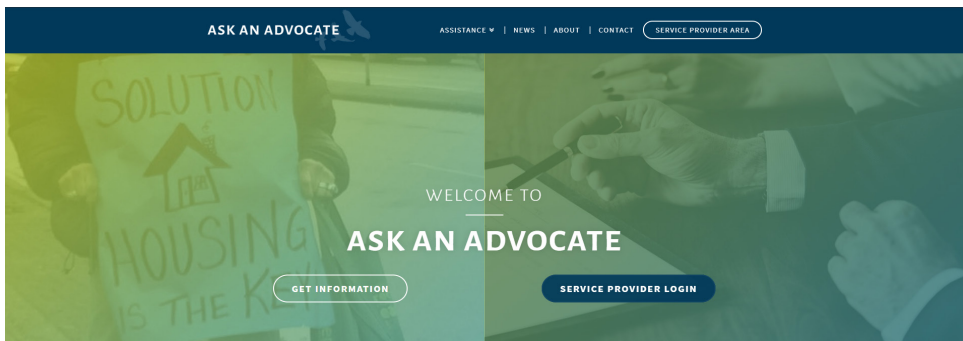 ASK AN ADVOCATE
ASSISTANCE | NEWS | ABOUT | CONTACT SERVICE PROVIDER AREA
SOLUTION
HOUSING
IS THE KEY
WELCOME TO
ASK AN ADVOCATE
GET INFORMATION
SERVICE PROVIDER LOGIN